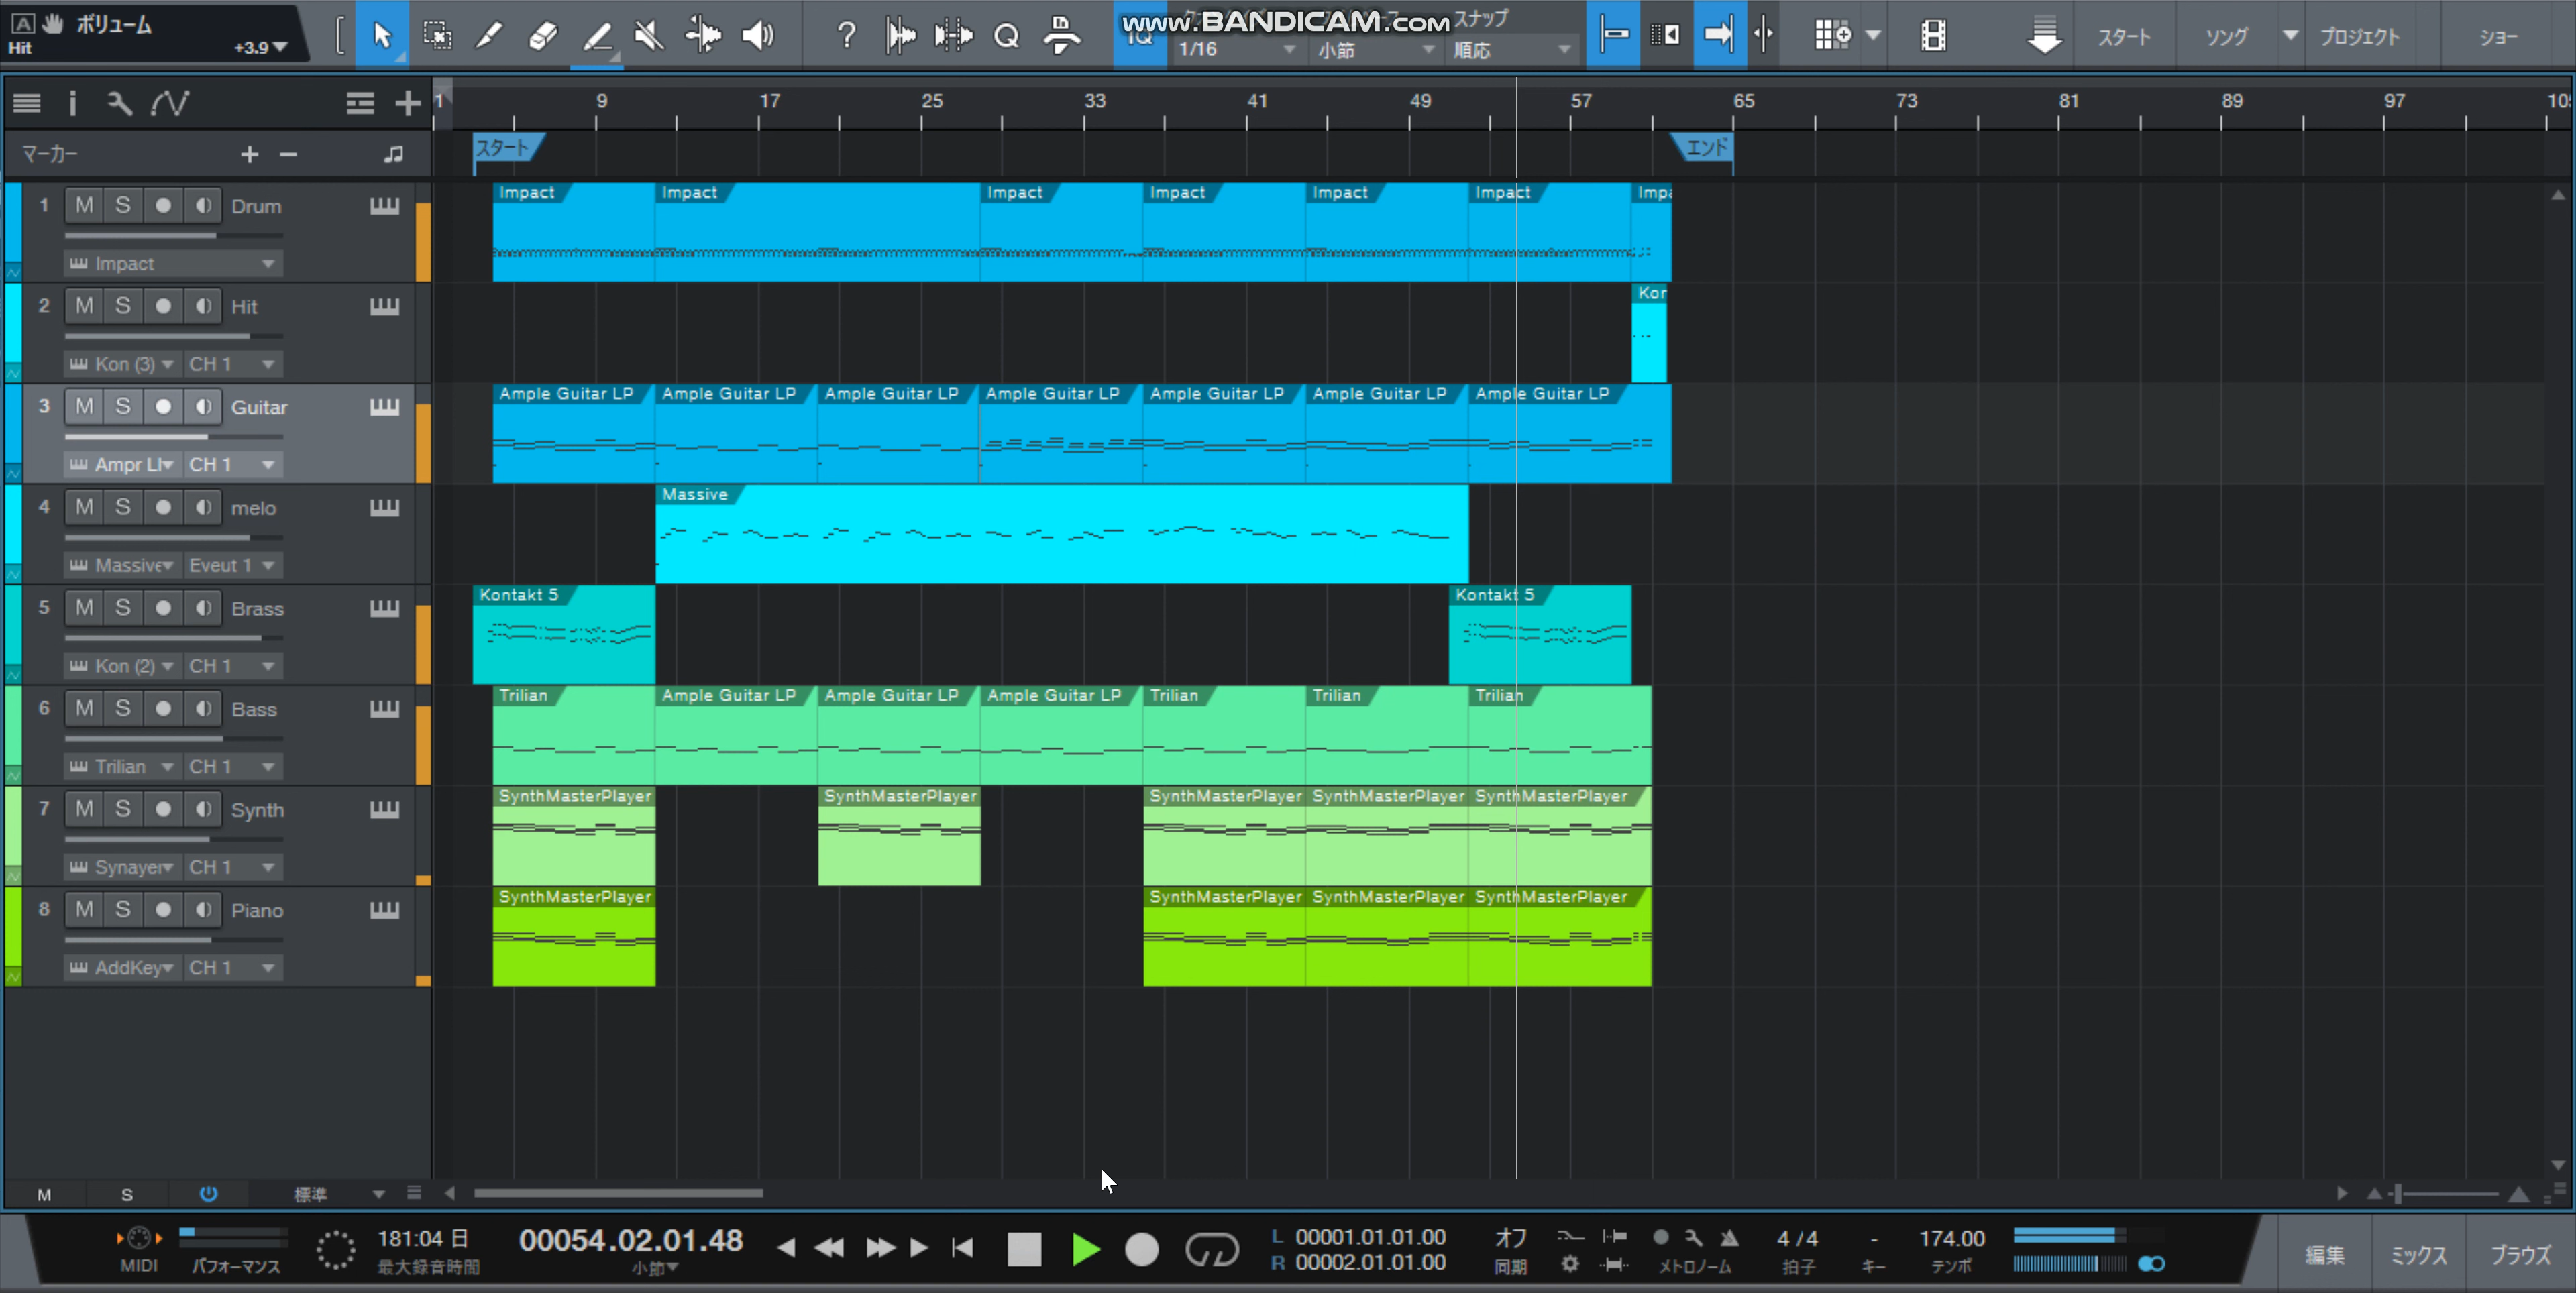 A ボリューム
Hit +3.9
www.BANDICAM.com
IQ
1/16
小節
スナップ
順応
スタート
ソング
プロジェクト
ショー
1 9 17 25 33 41 49 57 65 73 81 89 97
マーカー
スタート
エンド
1 M S Drum
Impact
Impact Impact Impact Impact Impact Impact Impa
2 M S Hit
Kon (3) CH 1
Kor
3 M S Guitar
Ampr LI CH 1
Ample Guitar LP Ample Guitar LP Ample Guitar LP Ample Guitar LP Ample Guitar LP Ample Guitar LP Ample Guitar LP
4 M S melo
Massive Eveut 1
Massive
5 M S Brass
Kon (2) CH 1
Kontakt 5 Kontakt 5
6 M S Bass
Trilian CH 1
Trilian Ample Guitar LP Ample Guitar LP Ample Guitar LP Trilian Trilian Trilian
7 M S Synth
Synayer CH 1
SynthMasterPlayer SynthMasterPlayer SynthMasterPlayer SynthMasterPlayer SynthMasterPlayer
8 M S Piano
AddKey CH 1
SynthMasterPlayer SynthMasterPlayer SynthMasterPlayer SynthMasterPlayer
M S 標準
MIDI
パフォーマンス
181:04 日
最大録音時間
00054.02.01.48
小節
L 00001.01.01.00
R 00002.01.01.00
オフ
同期
メトロノーム
4 / 4
拍子
-
キー
174.00
テンポ
編集
ミックス
ブラウズ